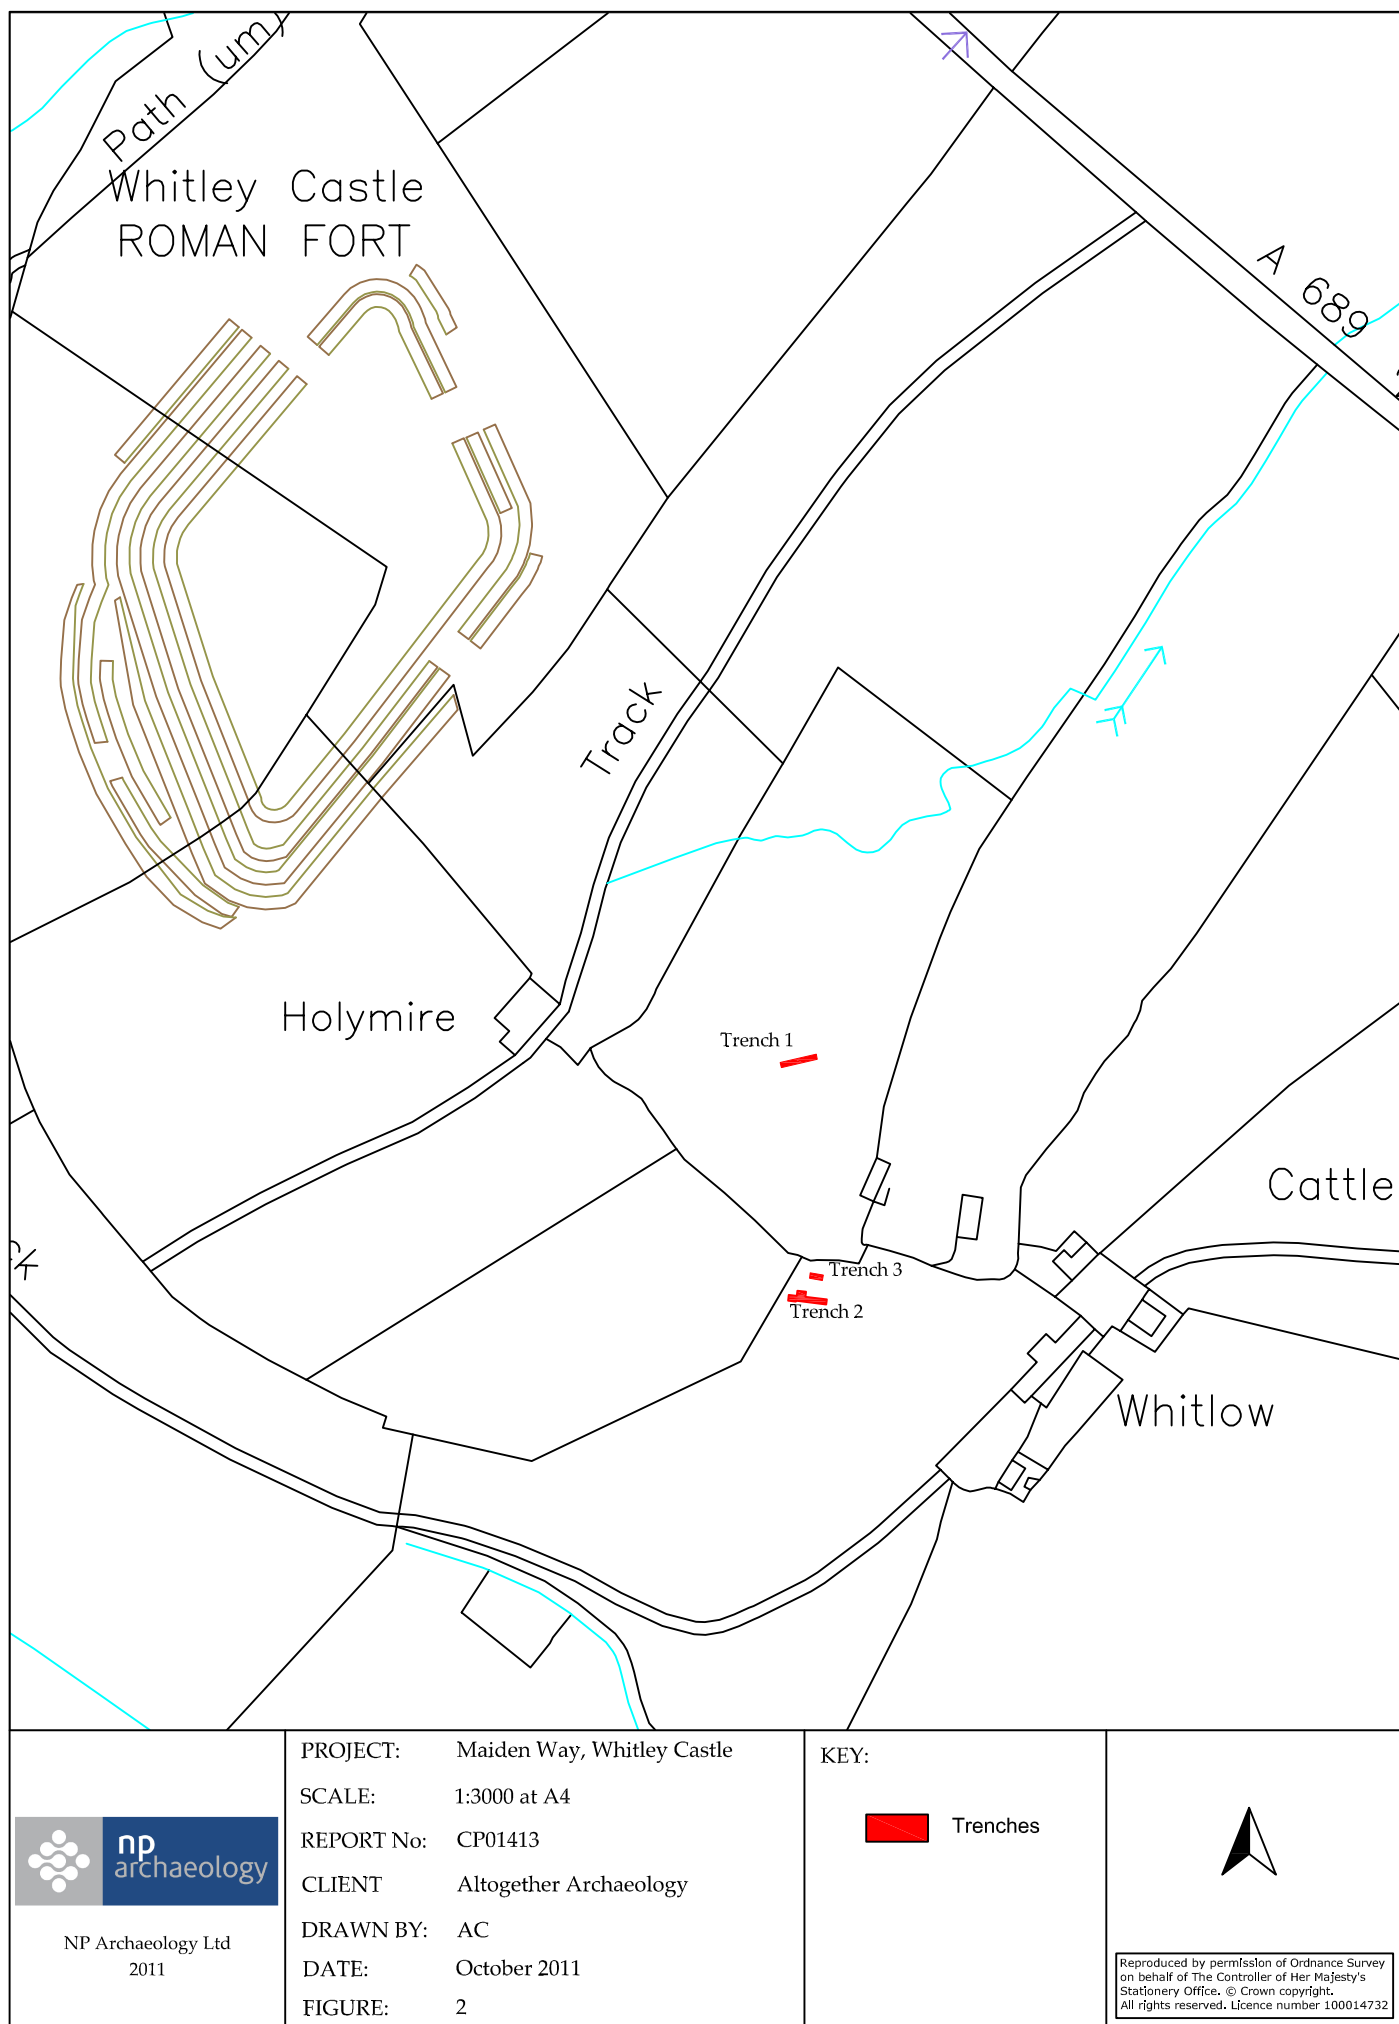 Path (um)
Whitley Castle
ROMAN FORT
A 689
Track
Holymire
Trench 1
Cattle
Trench 3
Trench 2
Whitlow
np
archaeology
NP Archaeology Ltd
2011
PROJECT: Maiden Way, Whitley Castle
SCALE: 1:3000 at A4
REPORT No: CP01413
CLIENT Altogether Archaeology
DRAWN BY: AC
DATE: October 2011
FIGURE: 2
KEY:
Trenches
Reproduced by permission of Ordnance Survey
on behalf of The Controller of Her Majesty's
Stationery Office. © Crown copyright.
All rights reserved. Licence number 100014732